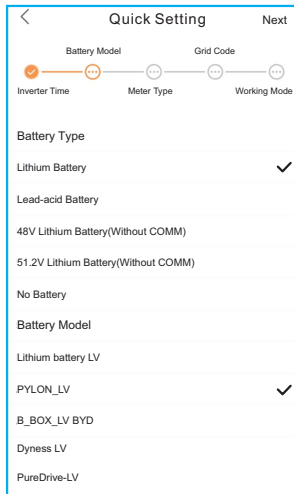 Quick Setting Next
Battery Model Grid Code
Inverter Time Meter Type Working Mode
Battery Type
Lithium Battery
Lead-acid Battery
48V Lithium Battery(Without COMM)
51.2V Lithium Battery(Without COMM)
No Battery
Battery Model
Lithium battery LV
PYLON_LV
B_BOX_LV BYD
Dyness LV
PureDrive-LV